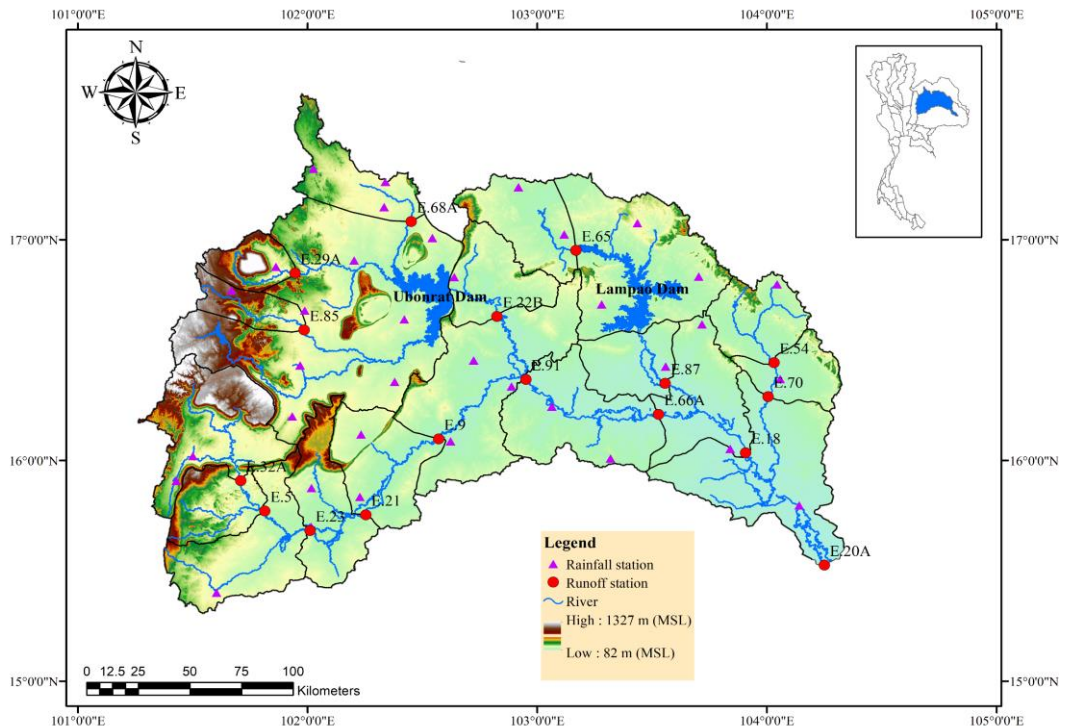 101°0'0"E 102°0'0"E 103°0'0"E 104°0'0"E 105°0'0"E
N
W E
S
17°0'0"N
16°0'0"N
15°0'0"N
17°0'0"N
16°0'0"N
15°0'0"N
E.68A
E.65
E.29A
Ubonrat Dam
Lampao Dam
E.22B
E.85
E.54
E.91
E.87
E.70
E.66A
E.9
E.18
E.32A
E.5
E.21
E.23
E.20A
Legend
Rainfall station
Runoff station
River
High : 1327 m (MSL)
Low : 82 m (MSL)
0 12.5 25 50 75 100
Kilometers
101°0'0"E 102°0'0"E 103°0'0"E 104°0'0"E 105°0'0"E